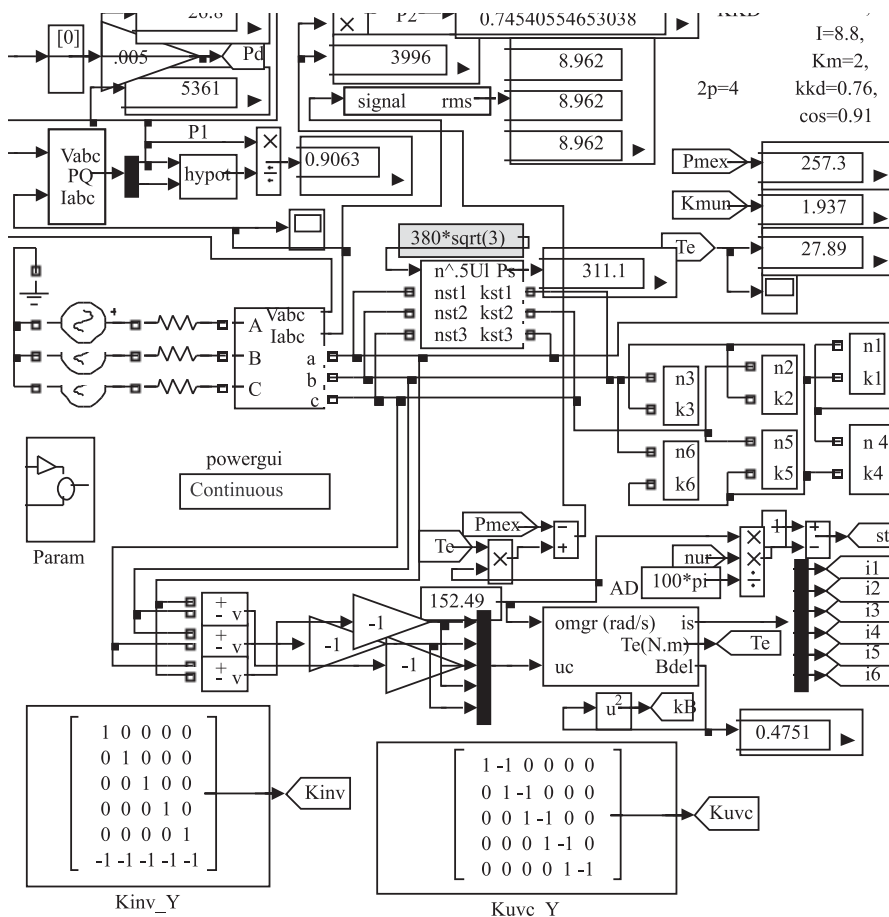 P2
0.74540554653038
I=8.8,
[0]
.005
Pd
3996
8.962
Km=2,
5361
signal rms
8.962
2p=4
kkd=0.76,
8.962
cos=0.91
P1
Vabc
PQ
Iabc
hypot
×
÷
0.9063
Pmex
257.3
Kmun
1.937
380*sqrt(3)
Te
27.89
n^.5Ul Ps
311.1
nst1 kst1
nst2 kst2
nst3 kst3
Vabc
Iabc
A
B
C
a
b
c
n3
k3
n2
k2
n1
k1
n6
k6
n5
k5
n 4
k4
powergui
Continuous
Param
Pmex
Te
×
-
+
×
×
÷
1
+
-
nur
100*pi
AD
i1
i2
i3
i4
i5
i6
152.49
+
- v
+
- v
+
- v
-1
-1
-1
omgr (rad/s) is
Te(N.m)
uc Bdel
Te
u²
kB
0.4751
1 0 0 0 0
0 1 0 0 0
0 0 1 0 0
0 0 0 1 0
0 0 0 0 1
-1 -1 -1 -1 -1
Kinv
Kinv_Y
1 -1 0 0 0 0
0 1 -1 0 0 0
0 0 1 -1 0 0
0 0 0 1 -1 0
0 0 0 0 1 -1
Kuvc
Kuvc_Y